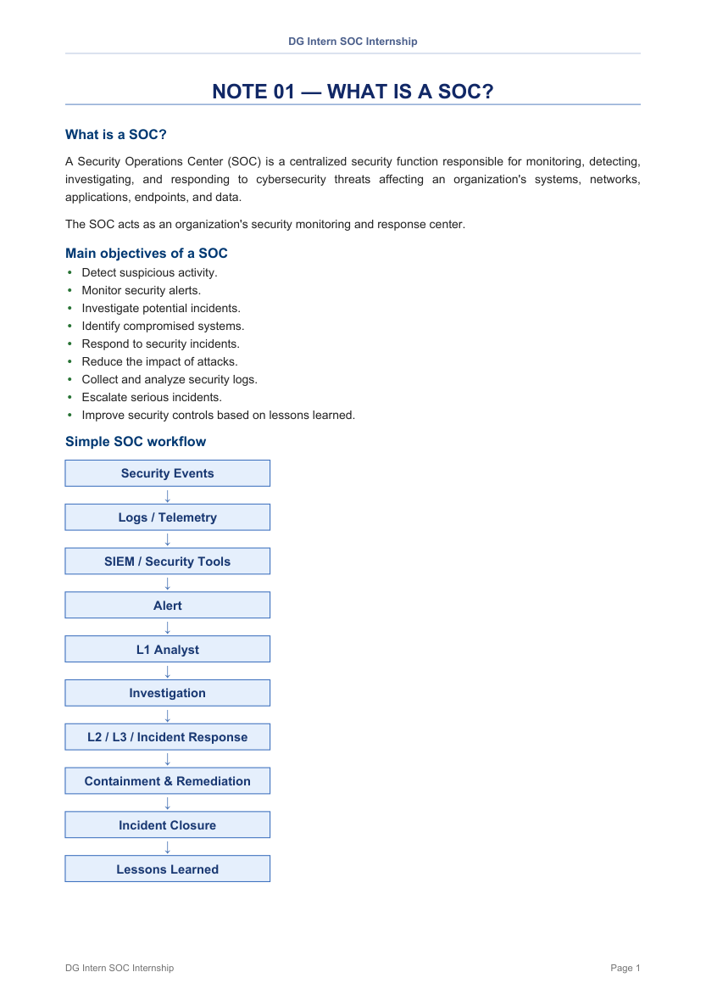 DG Intern SOC Internship
NOTE 01 — WHAT IS A SOC?
What is a SOC?
A Security Operations Center (SOC) is a centralized security function responsible for monitoring, detecting,
investigating, and responding to cybersecurity threats affecting an organization's systems, networks,
applications, endpoints, and data.
The SOC acts as an organization's security monitoring and response center.
Main objectives of a SOC
• Detect suspicious activity.
• Monitor security alerts.
• Investigate potential incidents.
• Identify compromised systems.
• Respond to security incidents.
• Reduce the impact of attacks.
• Collect and analyze security logs.
• Escalate serious incidents.
• Improve security controls based on lessons learned.
Simple SOC workflow
Security Events
↓
Logs / Telemetry
↓
SIEM / Security Tools
↓
Alert
↓
L1 Analyst
↓
Investigation
↓
L2 / L3 / Incident Response
↓
Containment & Remediation
↓
Incident Closure
↓
Lessons Learned
DG Intern SOC Internship
Page 1